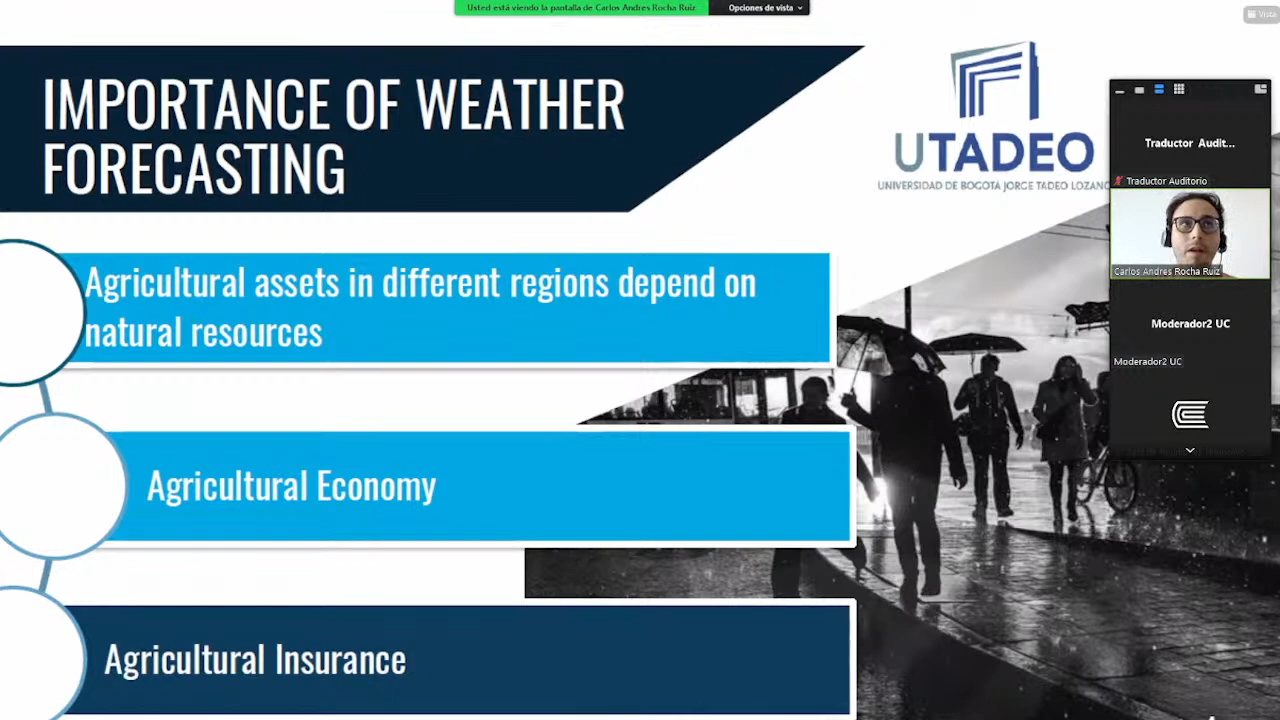 Usted está viendo la pantalla de Carlos Andres Rocha Ruiz
Opciones de vista
Vista
IMPORTANCE OF WEATHER
FORECASTING
UTADEO
UNIVERSIDAD DE BOGOTA JORGE TADEO LOZANO
Traductor Audit...
Traductor Auditorio
Carlos Andres Rocha Ruiz
Moderador2 UC
Moderador2 UC
Agricultural assets in different regions depend on
natural resources
Agricultural Economy
Agricultural Insurance